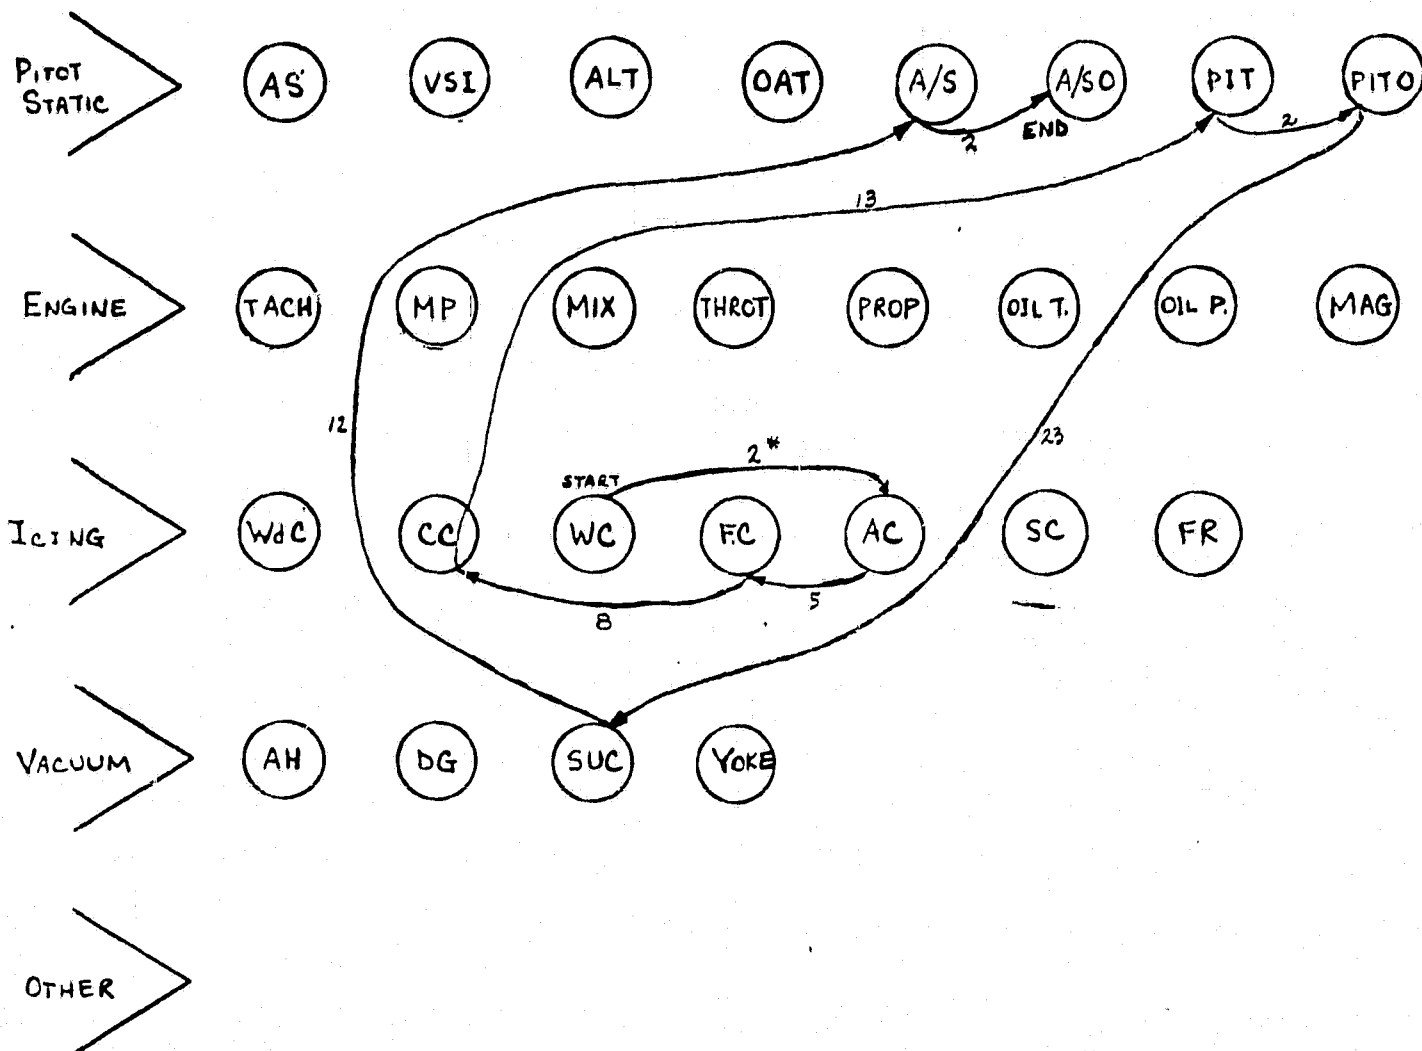 PITOT
STATIC
AS
VSI
ALT
OAT
A/S
A/SO
PIT
PITO
2
END
2
13
ENGINE
TACH
MP
MIX
THROT
PROP
OIL T.
OIL P.
MAG
12
23
START
2*
ICING
WdC
CC
WC
F.C
AC
SC
FR
8
5
VACUUM
AH
DG
SUC
YOKE
OTHER